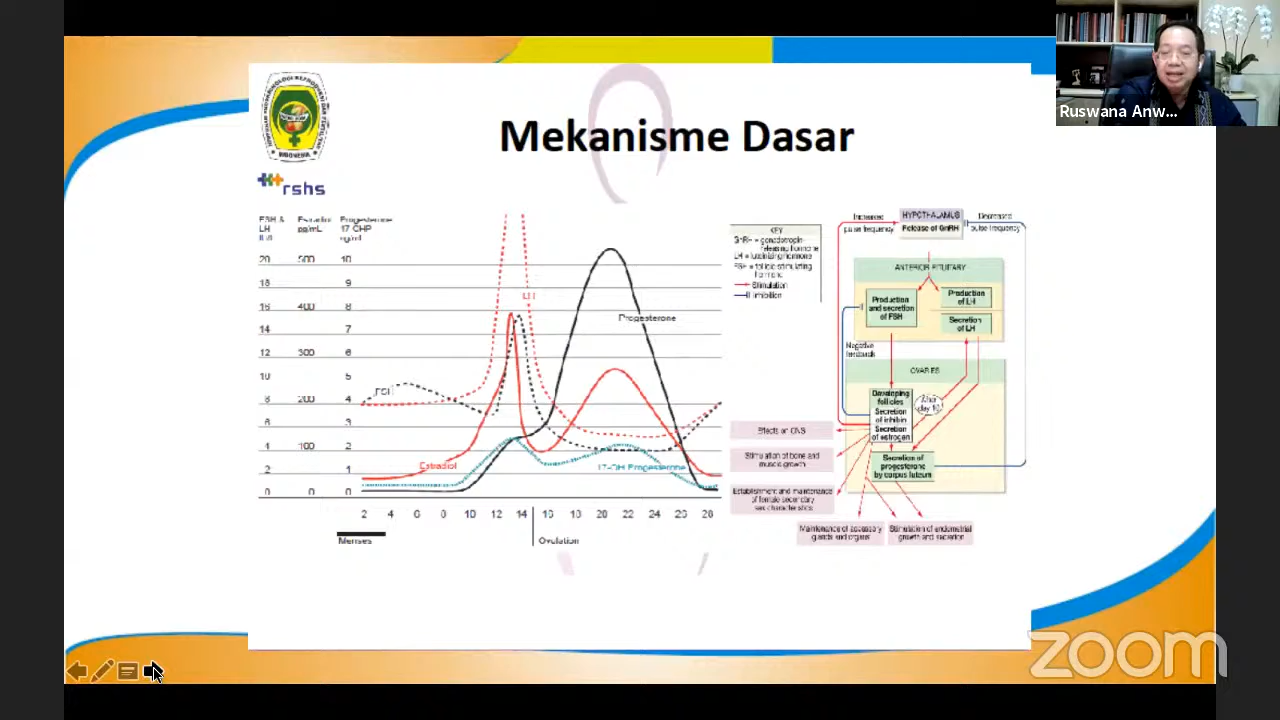 Ruswana Anw...
INDONESIA
rshs
Mekanisme Dasar
FSH &
LH
IU/l
Estradiol
pg/mL
Progesterone
17-OHP
ng/ml
20 500 10
18 9
16 400 8
14 7
12 300 6
10 5
8 200 4
6 3
4 100 2
2 1
0 0 0
LH
Progesterone
FSH
Estradiol
17-OH Progesterone
2 4 6 8 10 12 14 16 18 20 22 24 26 28
Menses
Ovulation
KEY
GnRH = gonadotropin-
releasing hormone
LH = luteinizing hormone
FSH = follicle stimulating
hormone
Stimulation
Inhibition
Increased
pulse frequency
HYPOTHALAMUS
Release of GnRH
Decreased
pulse frequency
ANTERIOR PITUITARY
Production
and secretion
of FSH
Production
of LH
Secretion
of LH
Negative
feedback
OVARIES
Developing
follicles
Secretion
of inhibin
Secretion
of estrogen
After
day 10
Secretion of
progesterone
by corpus luteum
Effects on CNS
Stimulation of bone and
muscle growth
Establishment and maintenance
of female secondary
sex characteristics
Maintenance of accessory
glands and organs
Stimulation of endometrial
growth and secretion
zoom